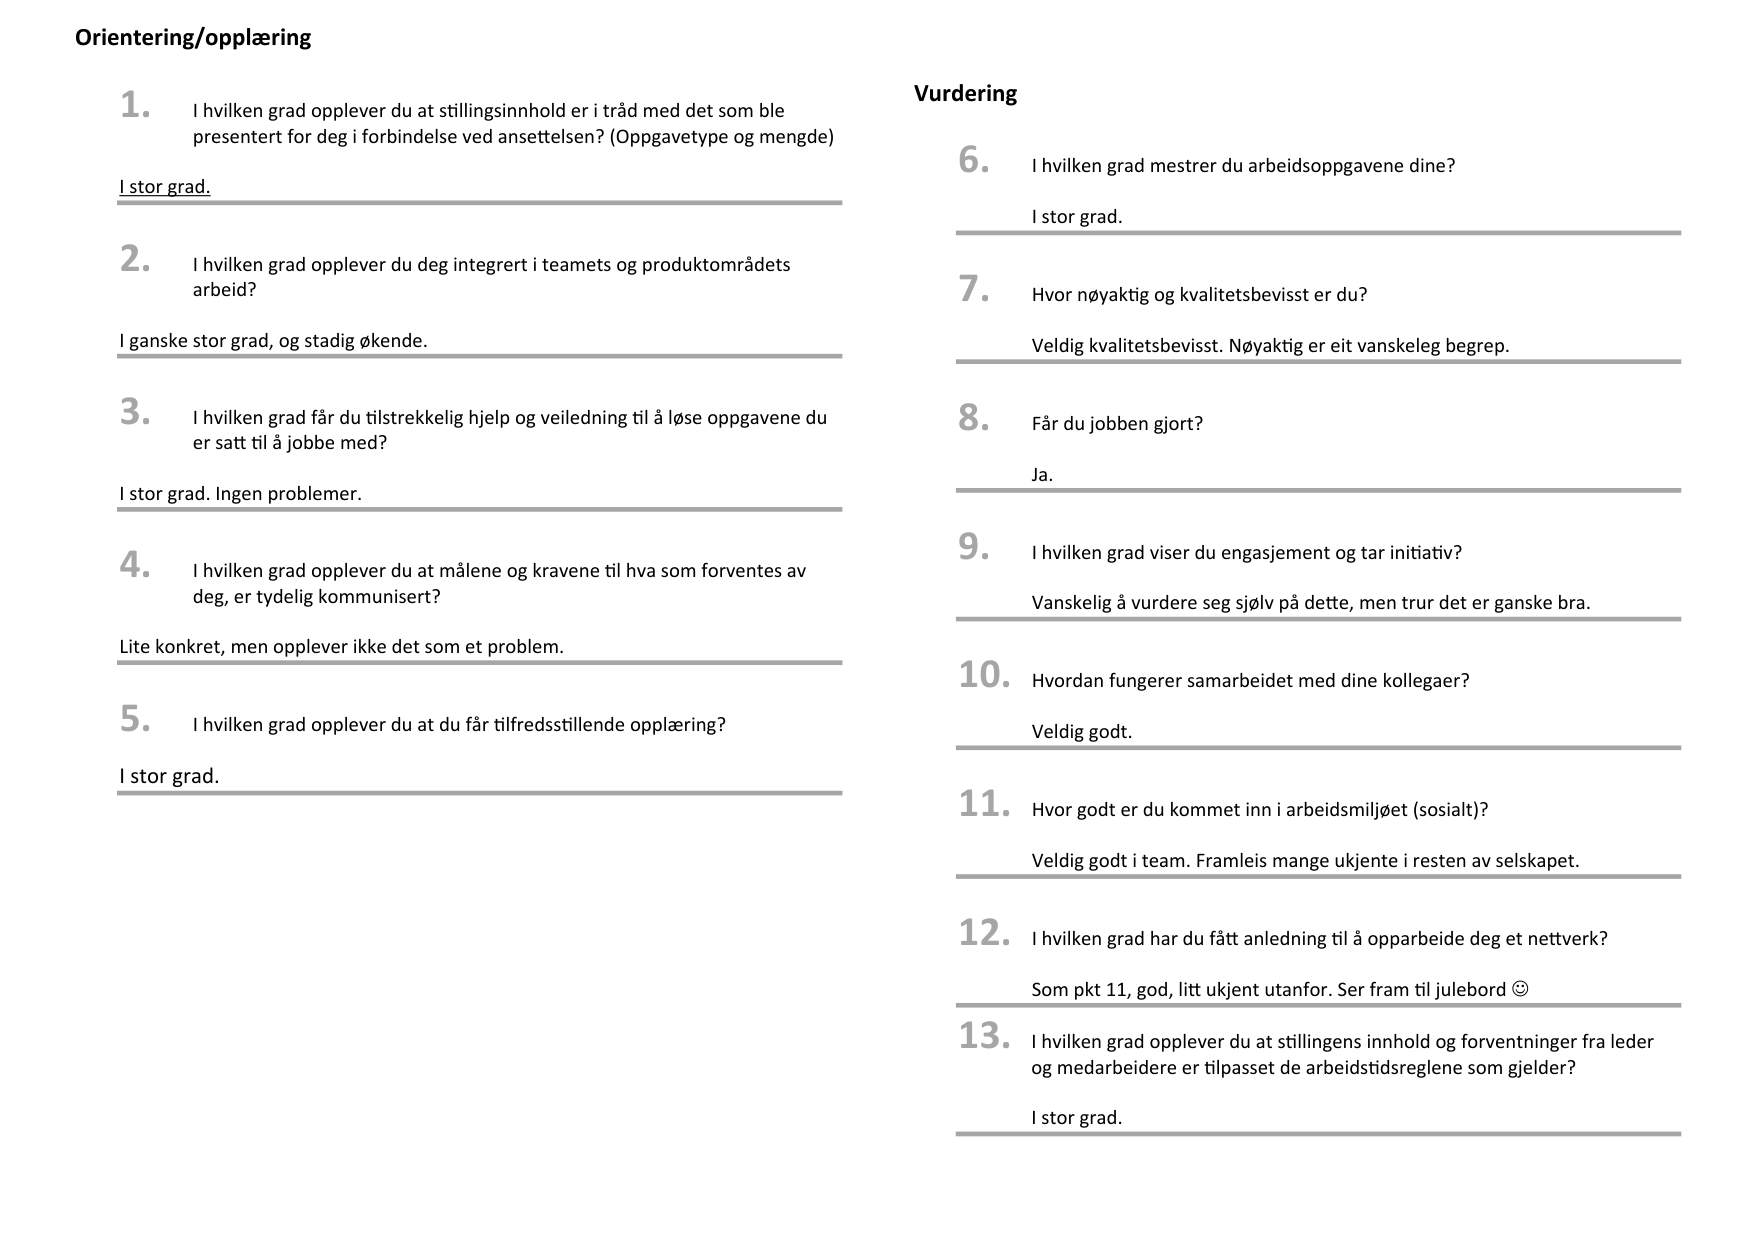 Orientering/opplæring
1. I hvilken grad opplever du at stillingsinnhold er i tråd med det som ble
presentert for deg i forbindelse ved ansettelsen? (Oppgavetype og mengde)
I stor grad.
2. I hvilken grad opplever du deg integrert i teamets og produktområdets
arbeid?
I ganske stor grad, og stadig økende.
3. I hvilken grad får du tilstrekkelig hjelp og veiledning til å løse oppgavene du
er satt til å jobbe med?
I stor grad. Ingen problemer.
4. I hvilken grad opplever du at målene og kravene til hva som forventes av
deg, er tydelig kommunisert?
Lite konkret, men opplever ikke det som et problem.
5. I hvilken grad opplever du at du får tilfredsstillende opplæring?
I stor grad.
Vurdering
6. I hvilken grad mestrer du arbeidsoppgavene dine?
I stor grad.
7. Hvor nøyaktig og kvalitetsbevisst er du?
Veldig kvalitetsbevisst. Nøyaktig er eit vanskeleg begrep.
8. Får du jobben gjort?
Ja.
9. I hvilken grad viser du engasjement og tar initiativ?
Vanskelig å vurdere seg sjølv på dette, men trur det er ganske bra.
10. Hvordan fungerer samarbeidet med dine kollegaer?
Veldig godt.
11. Hvor godt er du kommet inn i arbeidsmiljøet (sosialt)?
Veldig godt i team. Framleis mange ukjente i resten av selskapet.
12. I hvilken grad har du fått anledning til å opparbeide deg et nettverk?
Som pkt 11, god, litt ukjent utanfor. Ser fram til julebord ☺
13. I hvilken grad opplever du at stillingens innhold og forventninger fra leder
og medarbeidere er tilpasset de arbeidstidsreglene som gjelder?
I stor grad.